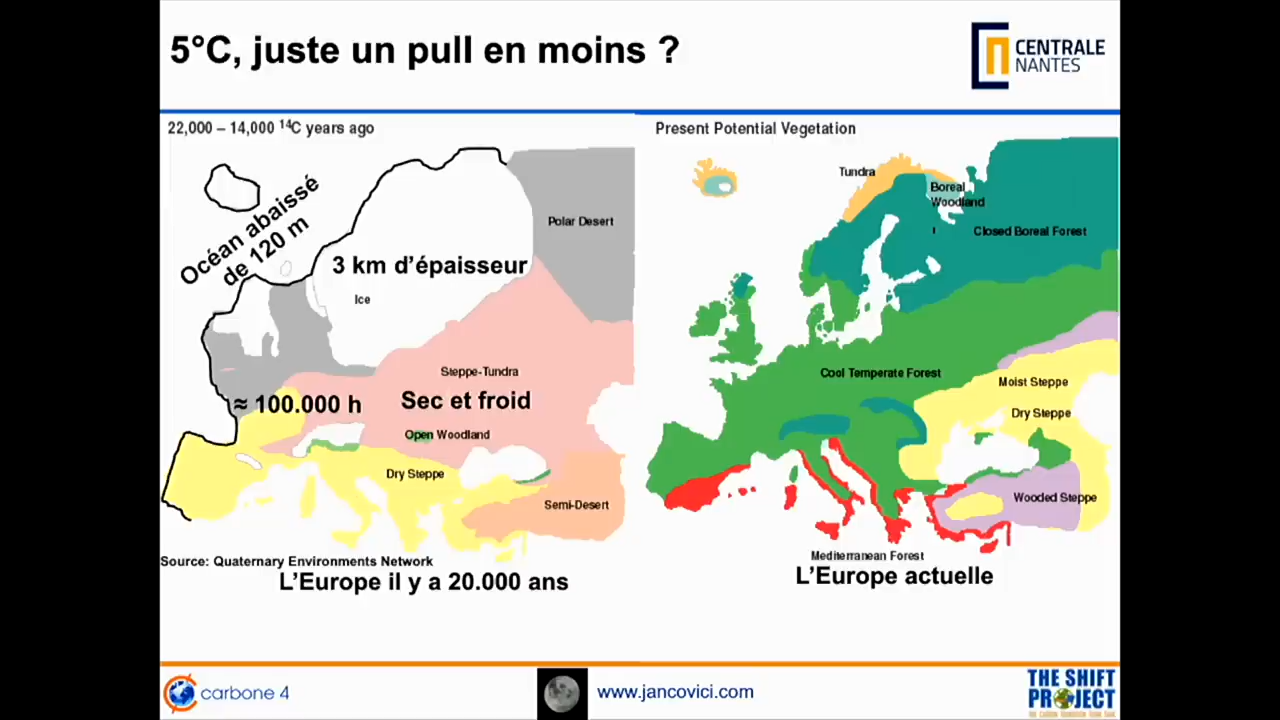 5°C, juste un pull en moins ?
CENTRALE
NANTES
22,000 – 14,000 ¹⁴C years ago
Océan abaissé
de 120 m
Polar Desert
3 km d'épaisseur
Ice
Steppe-Tundra
≈ 100.000 h
Sec et froid
Open Woodland
Dry Steppe
Semi-Desert
Source: Quaternary Environments Network
L'Europe il y a 20.000 ans
Present Potential Vegetation
Tundra
Boreal
Woodland
Closed Boreal Forest
Cool Temperate Forest
Moist Steppe
Dry Steppe
Wooded Steppe
Mediterranean Forest
L'Europe actuelle
carbone 4
www.jancovici.com
THE SHIFT
PROJECT